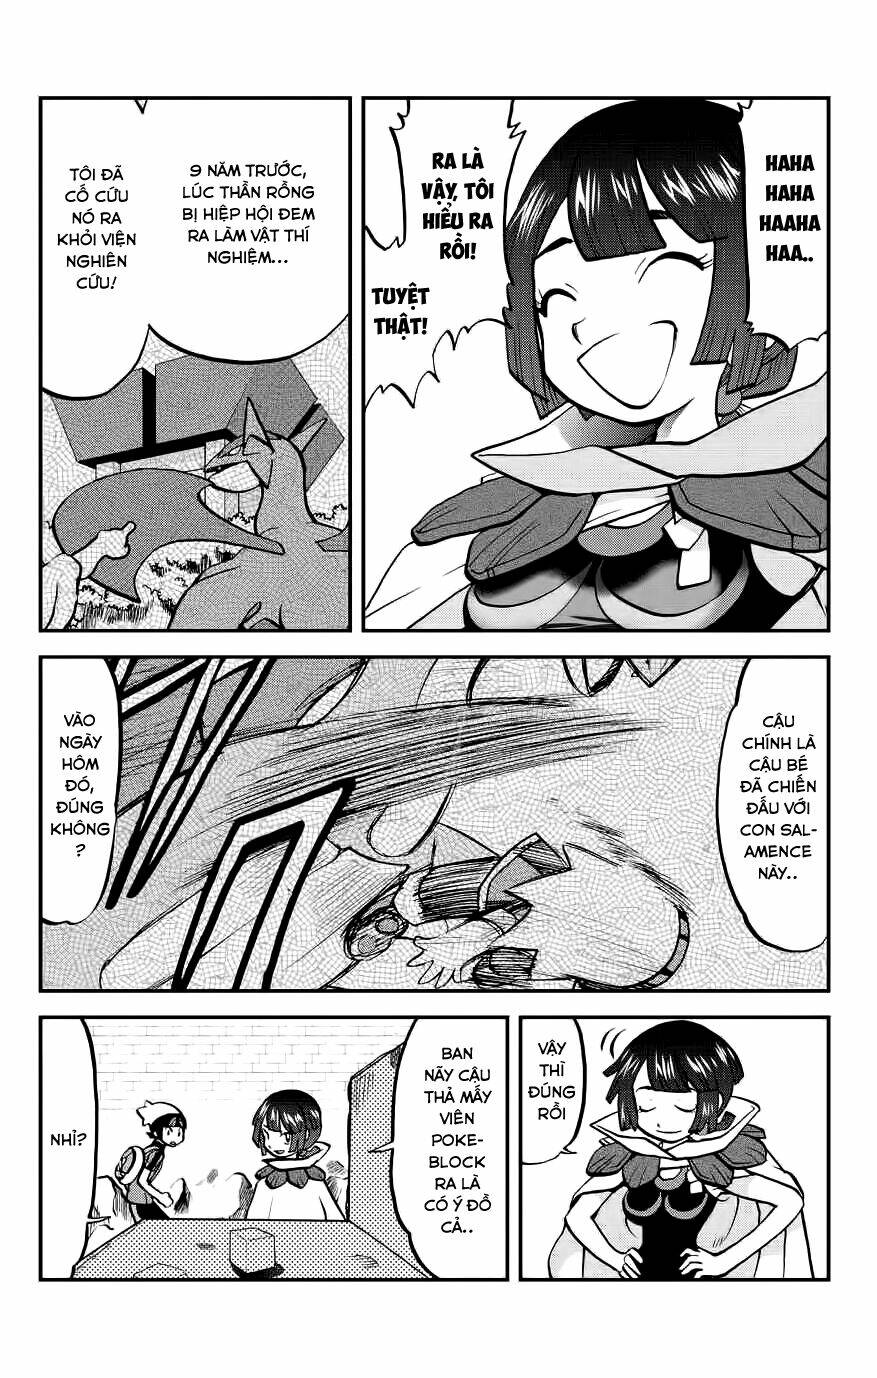 HAHA
HAHA
HAAHA
HAA..
RA LÀ
VẬY, TÔI
HIỂU RA
RỒI!
TUYỆT
THẬT!
9 NĂM TRƯỚC,
LÚC THẦN RỒNG
BỊ HIỆP HỘI ĐEM
RA LÀM VẬT THÍ
NGHIỆM...
TÔI ĐÃ
CỐ CỨU
NÓ RA
KHỎI VIỆN
NGHIÊN
CỨU!
CẬU
CHÍNH LÀ
CẬU BÉ
ĐÃ CHIẾN
ĐẤU VỚI
CON SAL-
AMENCE
NÀY..
VÀO
NGÀY
HÔM
ĐÓ,
ĐÚNG
KHÔNG
?
VẬY
THÌ
ĐÚNG
RỒI
BAN
NÃY CẬU
THẢ MẤY
VIÊN
POKE-
BLOCK
RA LÀ
CÓ Ý ĐỒ
CẢ..
NHỈ?